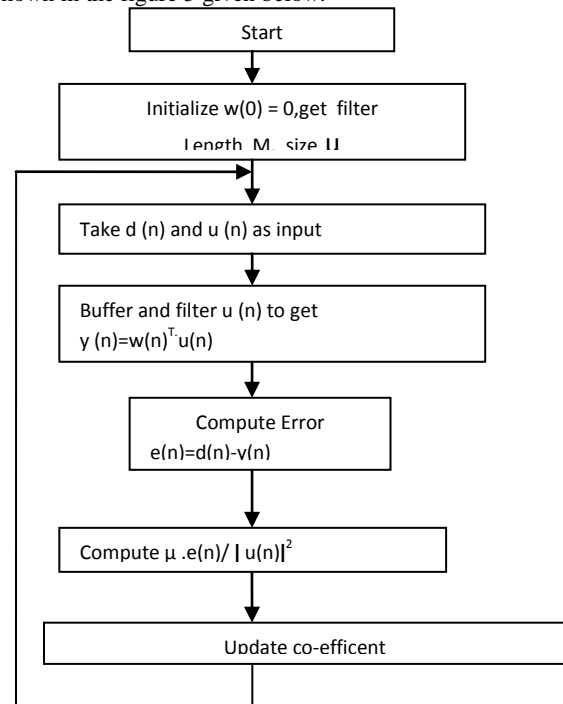 hown in the figure 3 given below.
Start
Initialize w(0) = 0,get filter
Length M, size µ
Take d (n) and u (n) as input
Buffer and filter u (n) to get
y (n)=w(n)ᵀ·u(n)
Compute Error
e(n)=d(n)-y(n)
Compute µ .e(n)/ | u(n)|²
Update co-efficent